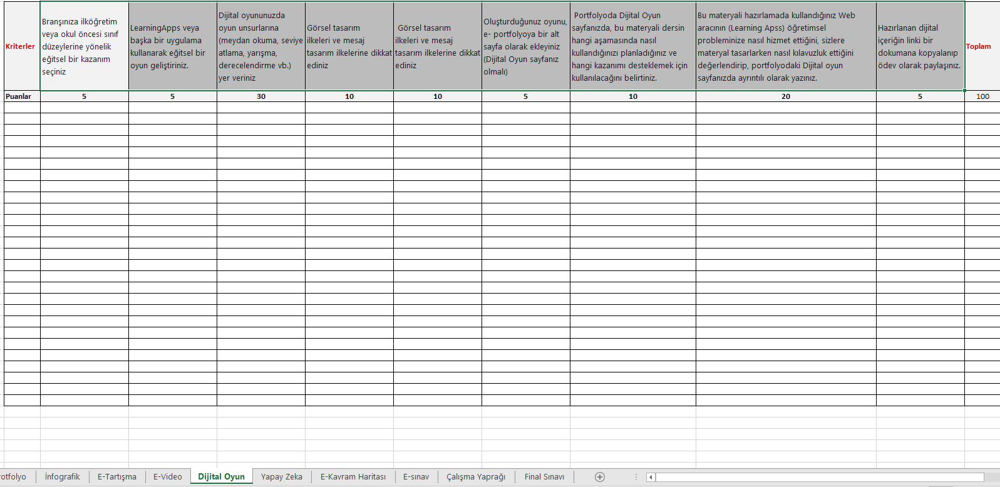 Kriterler
Branşınıza ilköğretim
veya okul öncesi sınıf
düzeylerine yönelik
eğitsel bir kazanım
seçiniz
LearningApps veya
başka bir uygulama
kullanarak eğitsel bir
oyun geliştiriniz.
Dijital oyununuzda
oyun unsurlarına
(meydan okuma, seviye
atlama, yarışma,
derecelendirme vb.)
yer veriniz
Görsel tasarım
ilkeleri ve mesaj
tasarım ilkelerine dikkat
ediniz
Görsel tasarım
ilkeleri ve mesaj
tasarım ilkelerine dikkat
ediniz
Oluşturduğunuz oyunu,
e- portfolyoya bir alt
sayfa olarak ekleyiniz
(Dijital Oyun sayfanız
olmalı)
Portfolyoda Dijital Oyun
sayfanızda, bu materyali dersin
hangi aşamasında nasıl
kullandığınızı planladığınız ve
hangi kazanımı desteklemek için
kullanılacağını belirtiniz.
Bu materyali hazırlamada kullandığınız Web
aracının (Learning Apss) öğretimsel
probleminize nasıl hizmet ettiğini, sizlere
materyal tasarlarken nasıl kılavuzluk ettiğini
değerlendirip, portfolyodaki Dijital oyun
sayfanızda ayrıntılı olarak yazınız.
Hazırlanan dijital
içeriğin linki bir
dokumana kopyalanıp
ödev olarak paylaşınız.
Toplam
Puanlar 5 5 30 10 10 5 10 20 5 100
rotfolyo İnfografik E-Tartışma E-Video Dijital Oyun Yapay Zeka E-Kavram Haritası E-sınav Çalışma Yaprağı Final Sınavı